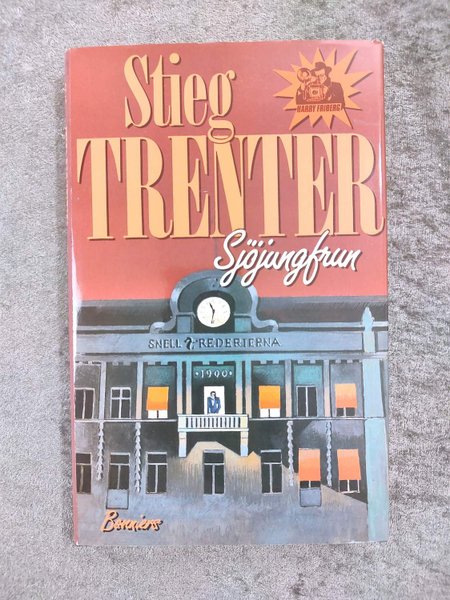 Stieg
TRENTER
HARRY FRIBERG
Sjöjungfrun
SNELL REDERIERNA
1900
Bonniers